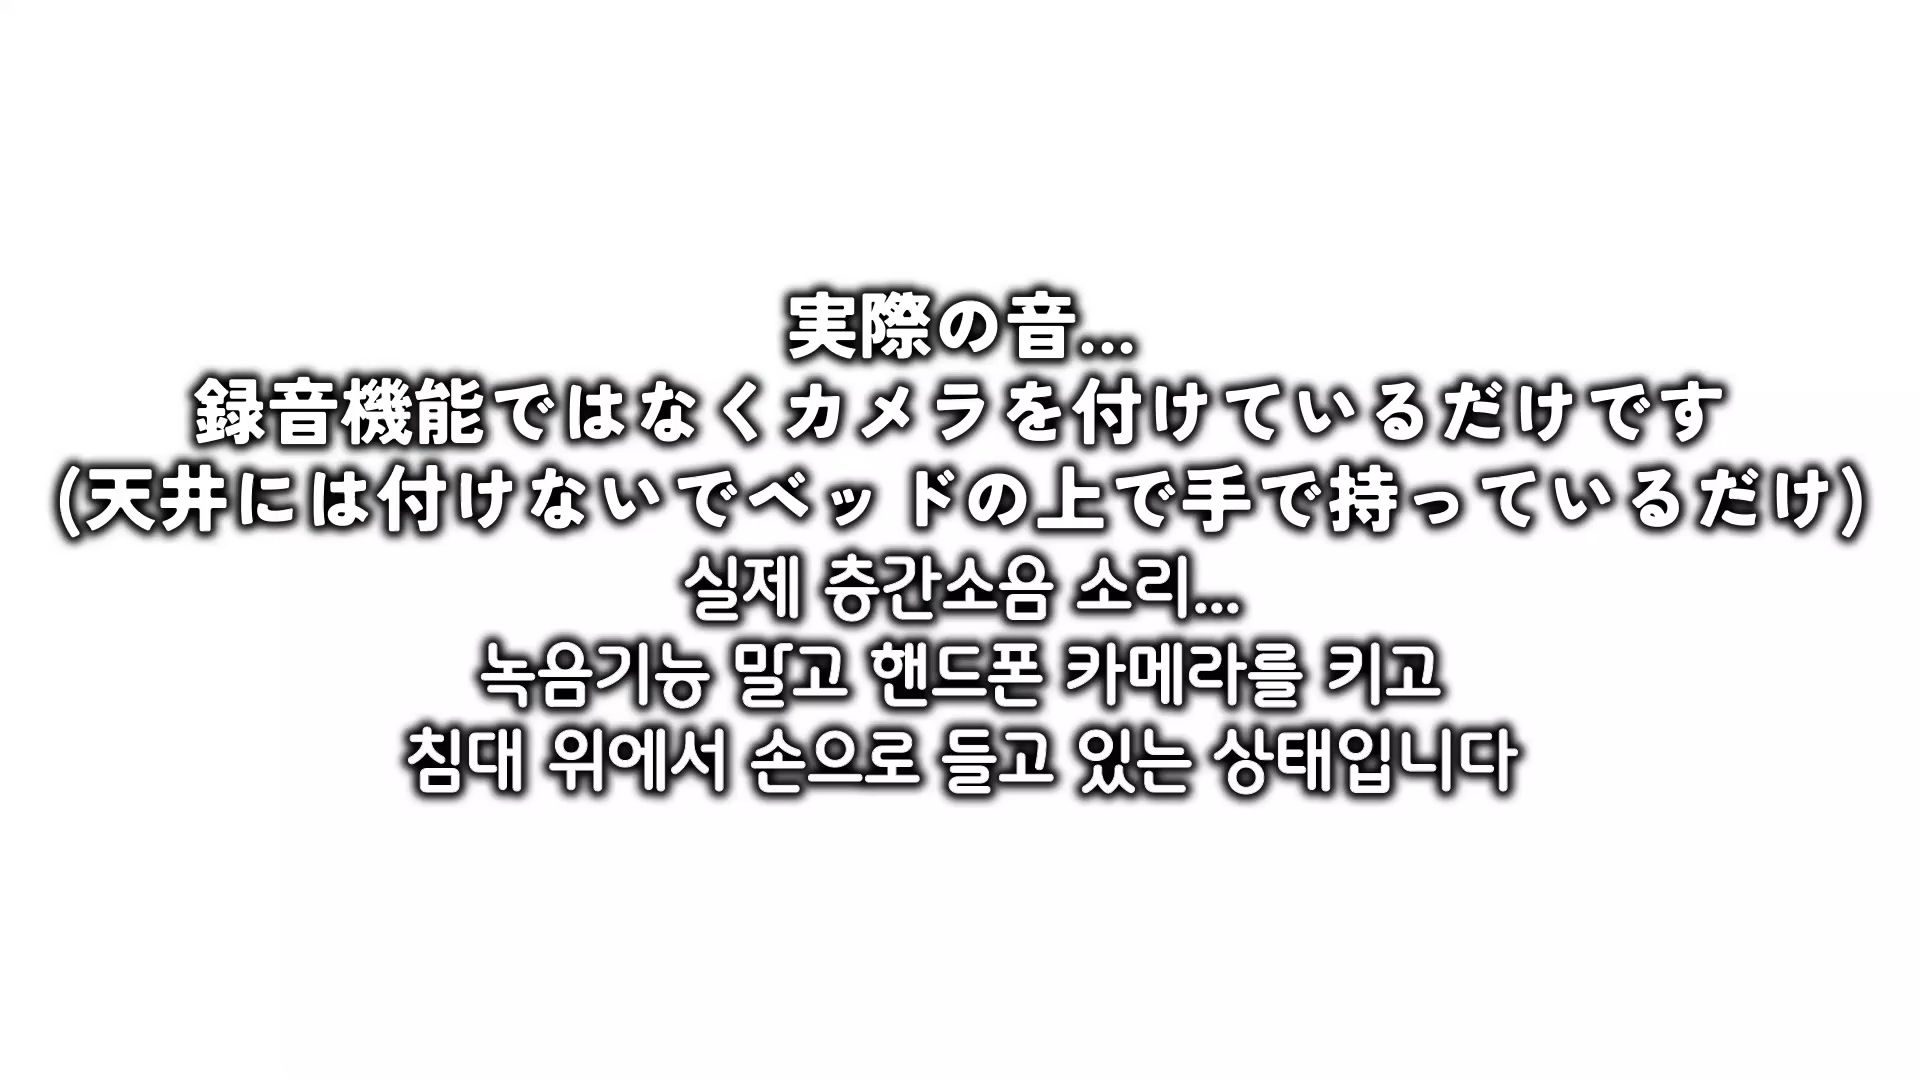 実際の音...
録音機能ではなくカメラを付けているだけです
(天井には付けないでベッドの上で手で持っているだけ)
실제 층간소음 소리...
녹음기능 말고 핸드폰 카메라를 키고
침대 위에서 손으로 들고 있는 상태입니다